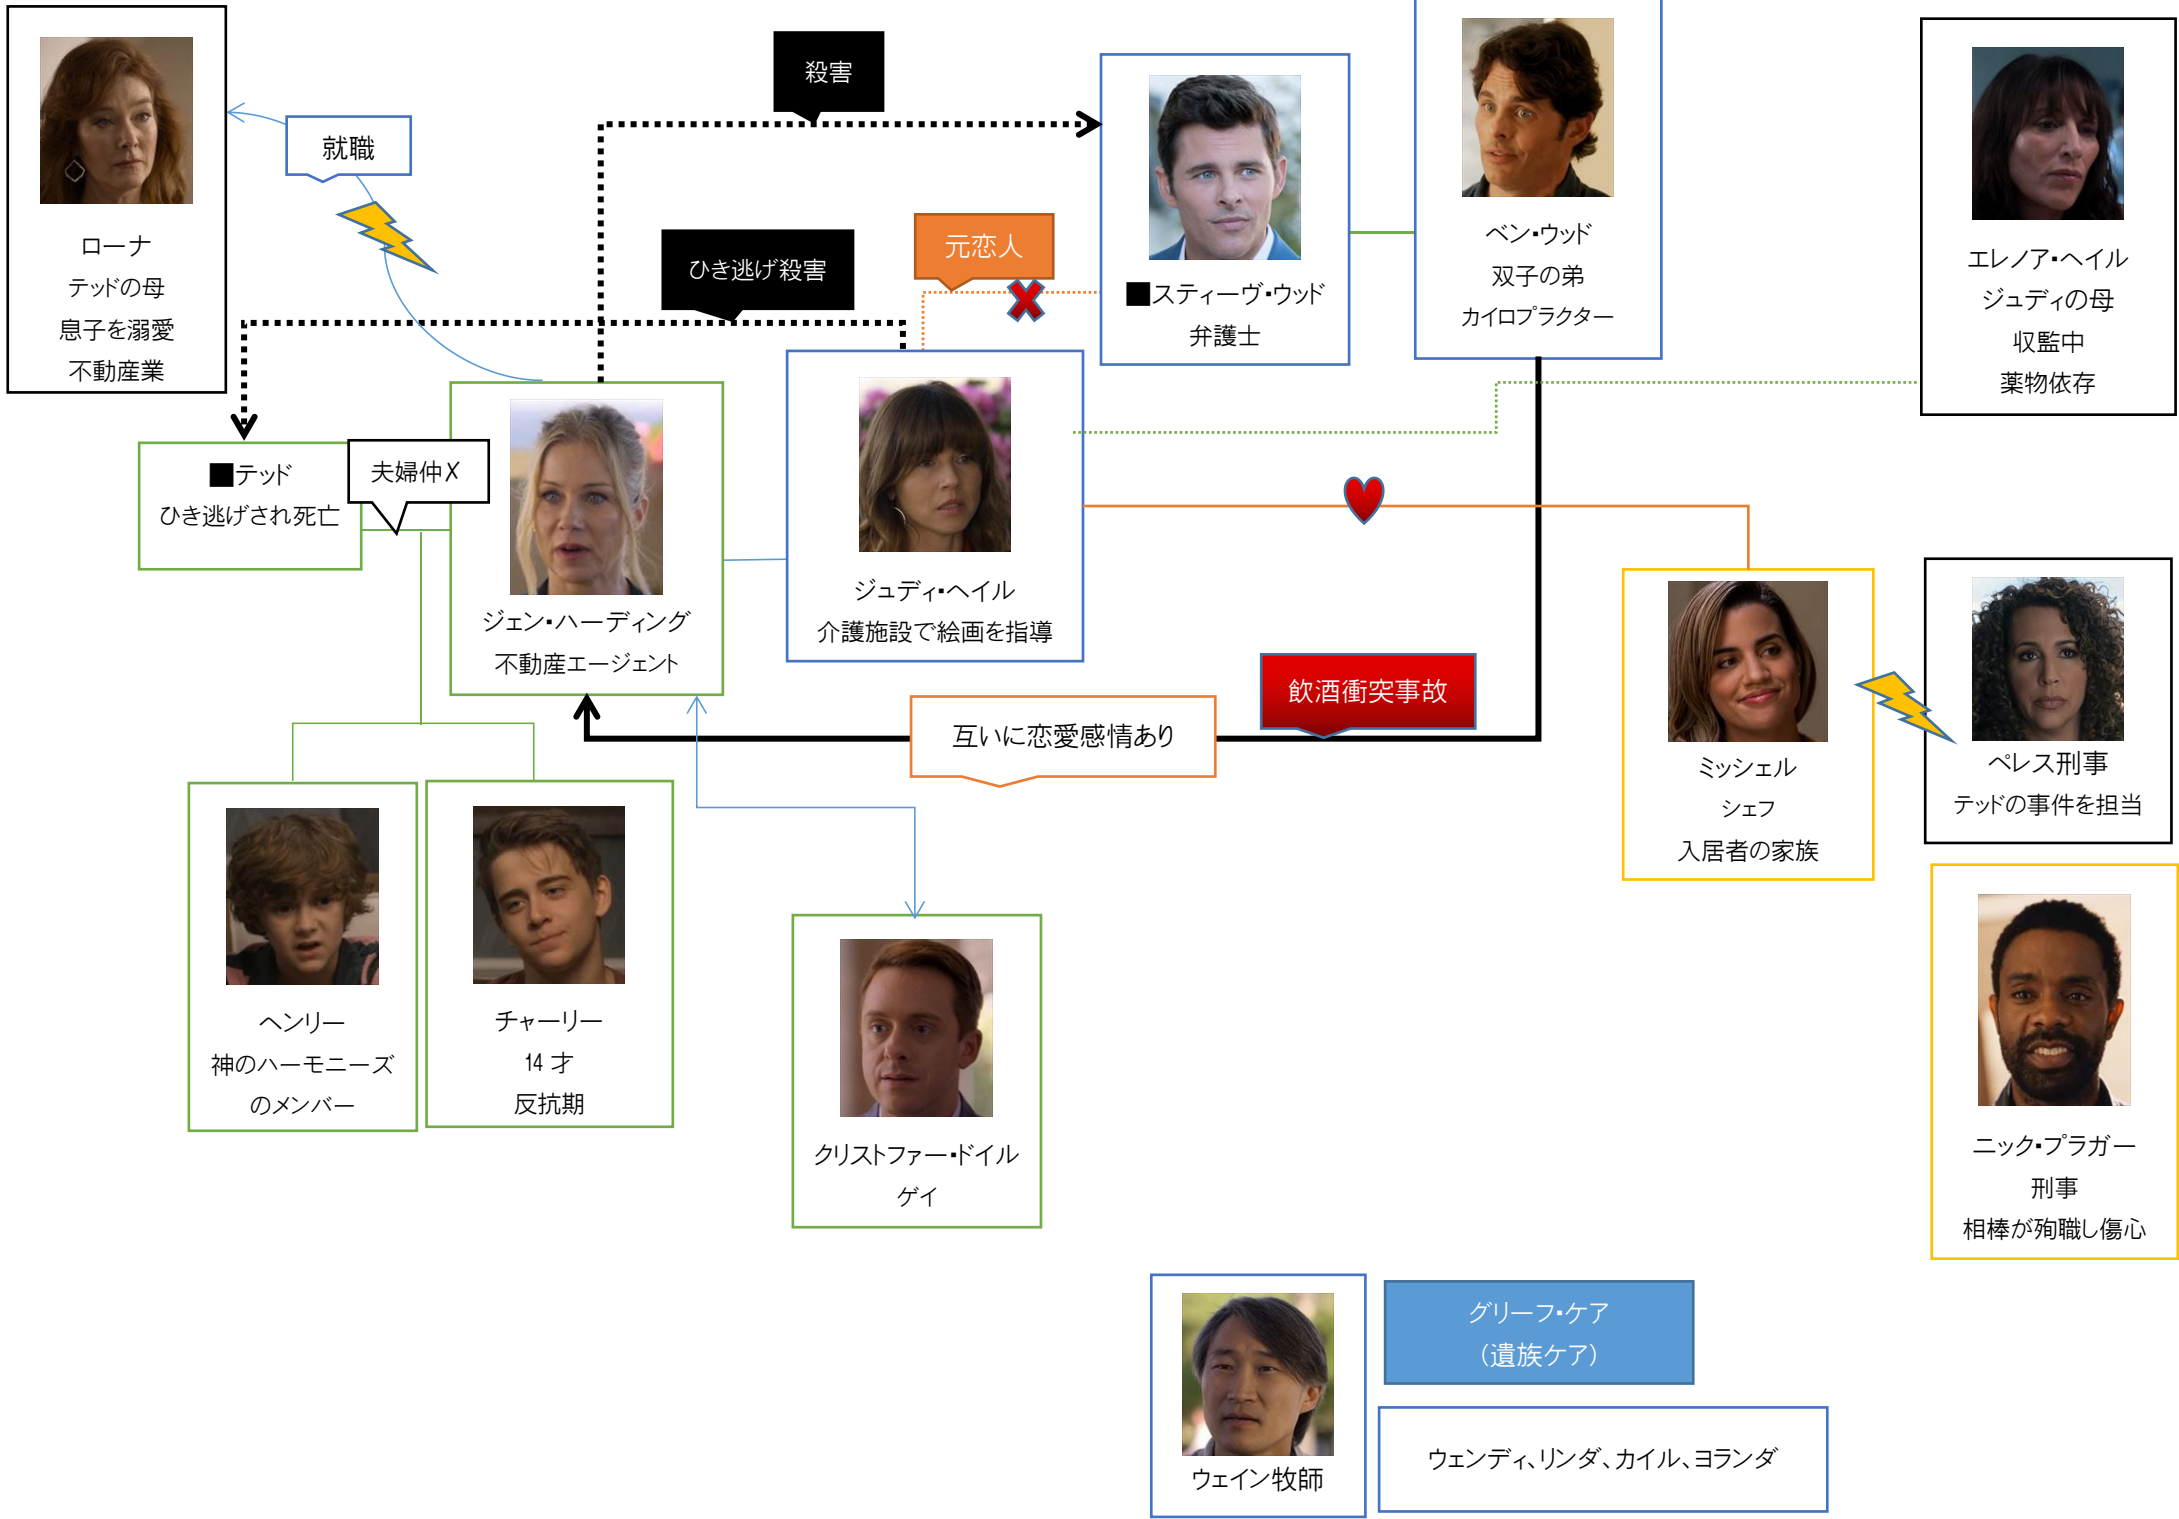 殺害
就職
ローナ
テッドの母
息子を溺愛
不動産業
ひき逃げ殺害
元恋人
■スティーヴ・ウッド
弁護士
ベン・ウッド
双子の弟
カイロプラクター
エレノア・ヘイル
ジュディの母
収監中
薬物依存
■テッド
ひき逃げされ死亡
夫婦仲X
ジェン・ハーディング
不動産エージェント
ジュディ・ヘイル
介護施設で絵画を指導
飲酒衝突事故
互いに恋愛感情あり
ミッシェル
シェフ
入居者の家族
ペレス刑事
テッドの事件を担当
ヘンリー
神のハーモニーズ
のメンバー
チャーリー
14 才
反抗期
クリストファー・ドイル
ゲイ
ニック・プラガー
刑事
相棒が殉職し傷心
ウェイン牧師
グリーフ・ケア
（遺族ケア）
ウェンディ、リンダ、カイル、ヨランダ